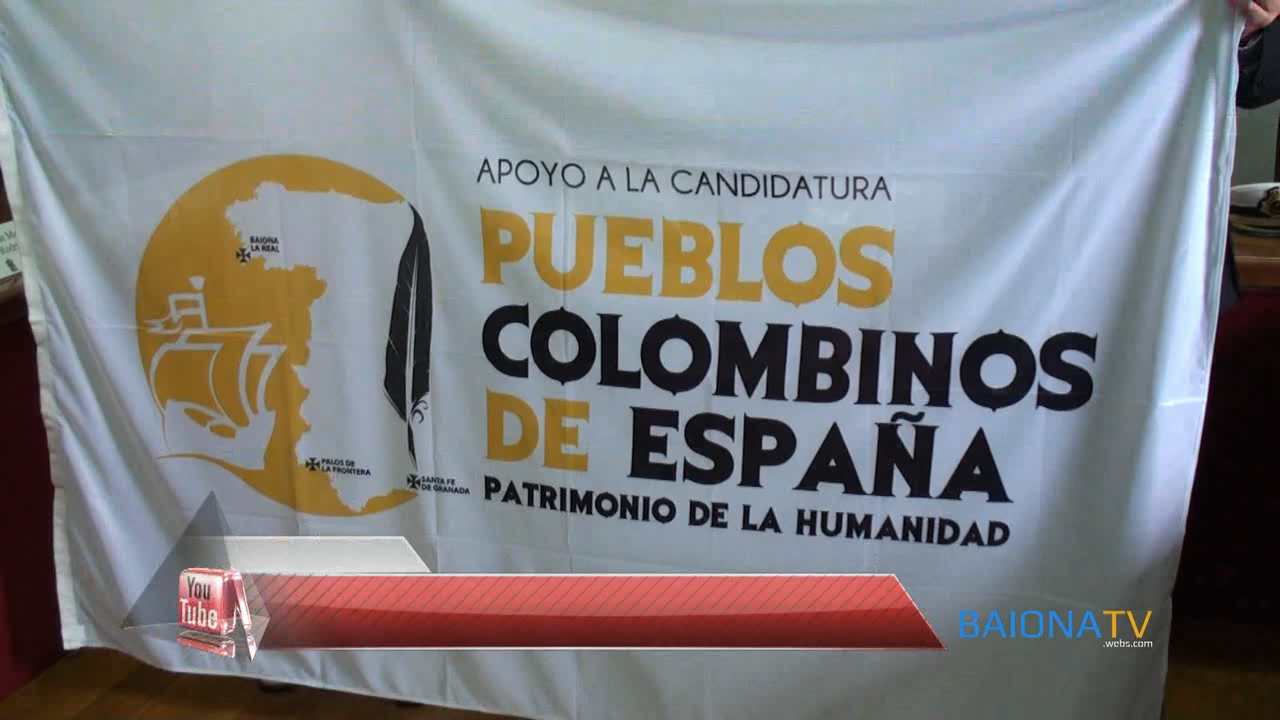 APOYO A LA CANDIDATURA
PUEBLOS
COLOMBINOS
DE ESPAÑA
PATRIMONIO DE LA HUMANIDAD
BAIONA
LA REAL
PALOS DE
LA FRONTERA
SANTA FE
DE GRANADA
You
Tube
BAIONATV
.webs.com